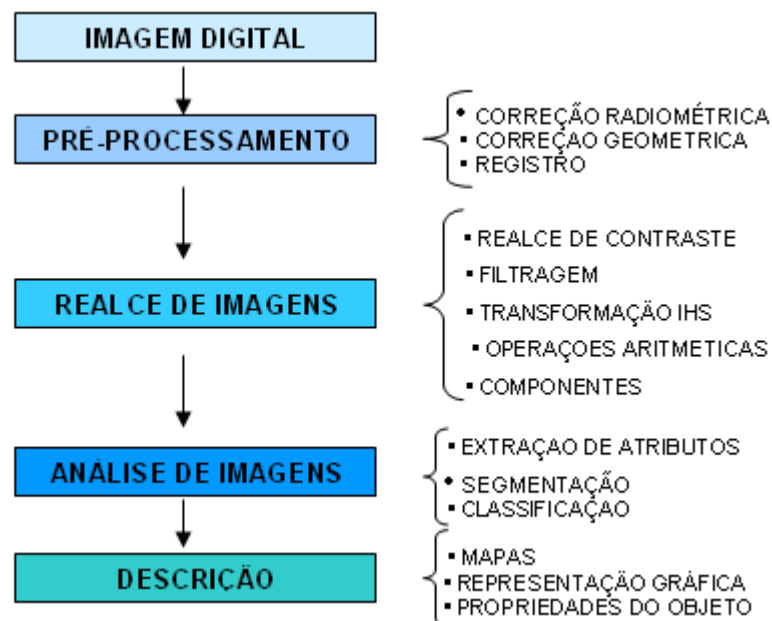 IMAGEM DIGITAL
PRÉ-PROCESSAMENTO
• CORREÇÃO RADIOMÉTRICA
▪ CORREÇAO GEOMETRICA
▪ REGISTRO
REALCE DE IMAGENS
▪ REALCE DE CONTRASTE
▪ FILTRAGEM
▪ TRANSFORMAÇÃO IHS
▪ OPERAÇOES ARITMETICAS
▪ COMPONENTES
ANÁLISE DE IMAGENS
▪ EXTRAÇAO DE ATRIBUTOS
• SEGMENTAÇÃO
▪ CLASSIFICAÇAO
DESCRIÇÃO
▪ MAPAS
▪ REPRESENTAÇÃO GRÁFICA
▪ PROPRIEDADES DO OBJETO